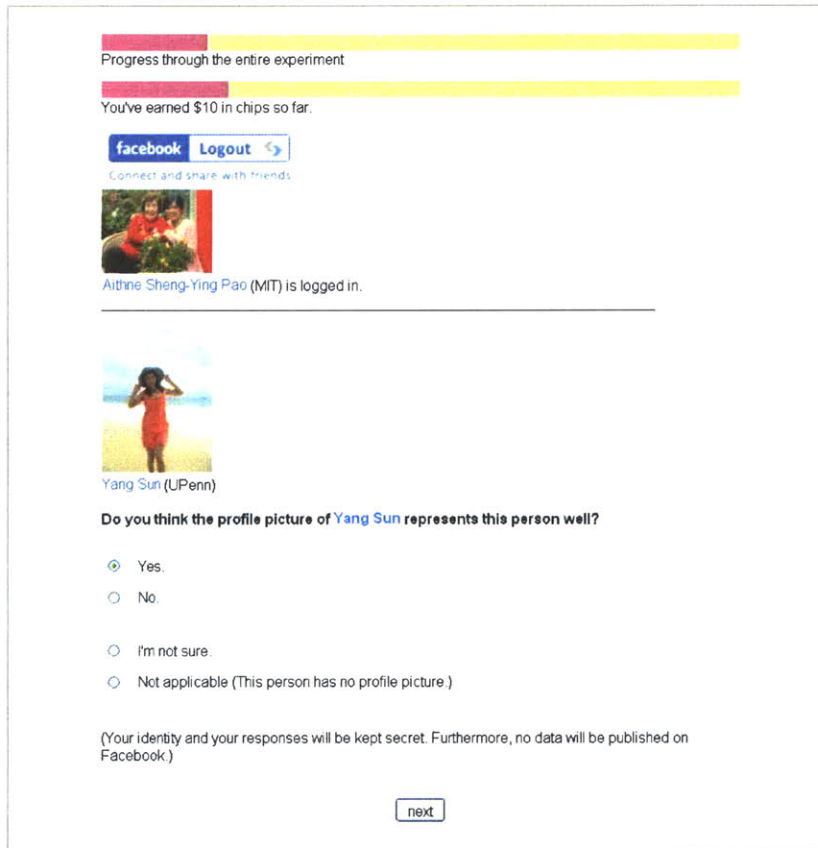 Progress through the entire experiment
You've earned $10 in chips so far.
facebook Logout
Connect and share with friends
Aithne Sheng-Ying Pao (MIT) is logged in.
Yang Sun (UPenn)
Do you think the profile picture of Yang Sun represents this person well?
Yes.
No.
I'm not sure.
Not applicable (This person has no profile picture.)
(Your identity and your responses will be kept secret. Furthermore, no data will be published on
Facebook.)
next